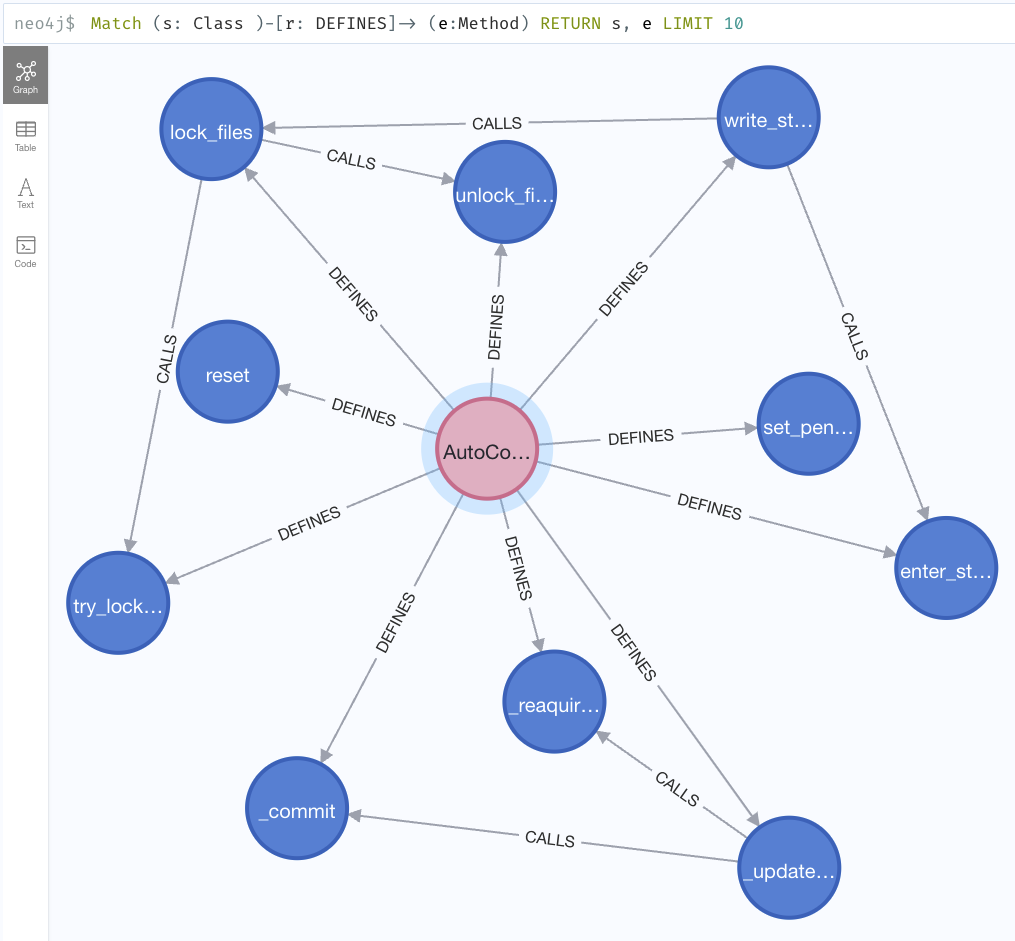 neo4j$ Match (s: Class )-[r: DEFINES]→ (e:Method) RETURN s, e LIMIT 10
Graph
Table
Text
Code
lock_files
CALLS
write_st…
CALLS
unlock_fi…
DEFINES
DEFINES
DEFINES
CALLS
CALLS
reset
DEFINES
set_pen…
DEFINES
AutoCo…
DEFINES
DEFINES
enter_st…
try_lock…
DEFINES
DEFINES
DEFINES
_reaquir…
CALLS
_commit
CALLS
_update…